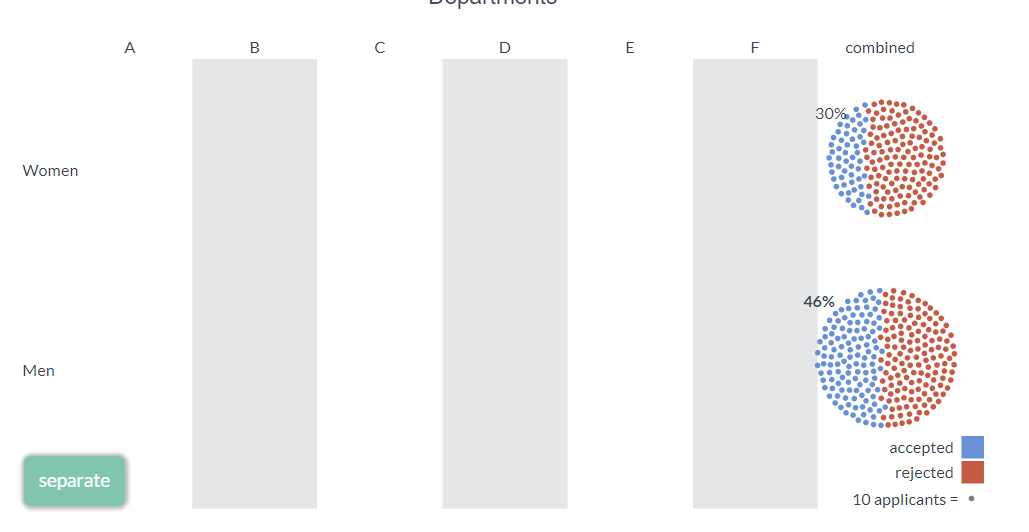 Departments
A B C D E F combined
30%
Women
46%
Men
accepted
rejected
separate
10 applicants =